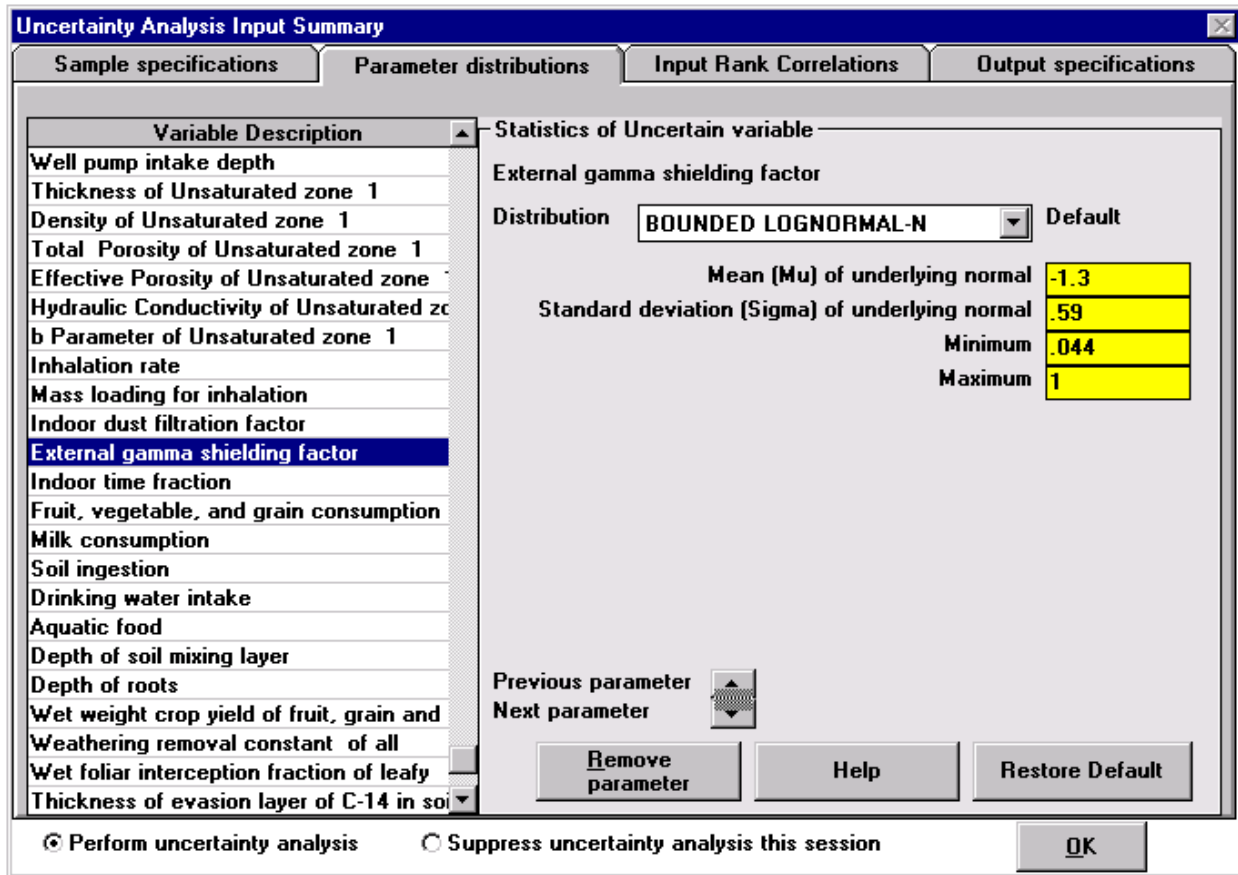 Uncertainty Analysis Input Summary
Sample specifications
Parameter distributions
Input Rank Correlations
Output specifications
Variable Description
Well pump intake depth
Thickness of Unsaturated zone 1
Density of Unsaturated zone 1
Total Porosity of Unsaturated zone 1
Effective Porosity of Unsaturated zone
Hydraulic Conductivity of Unsaturated zo
b Parameter of Unsaturated zone 1
Inhalation rate
Mass loading for inhalation
Indoor dust filtration factor
External gamma shielding factor
Indoor time fraction
Fruit, vegetable, and grain consumption
Milk consumption
Soil ingestion
Drinking water intake
Aquatic food
Depth of soil mixing layer
Depth of roots
Wet weight crop yield of fruit, grain and
Weathering removal constant of all
Wet foliar interception fraction of leafy
Thickness of evasion layer of C-14 in soi
Statistics of Uncertain variable
External gamma shielding factor
Distribution BOUNDED LOGNORMAL-N Default
Mean (Mu) of underlying normal -1.3
Standard deviation (Sigma) of underlying normal .59
Minimum .044
Maximum 1
Previous parameter
Next parameter
Remove
parameter
Help
Restore Default
Perform uncertainty analysis
Suppress uncertainty analysis this session
OK